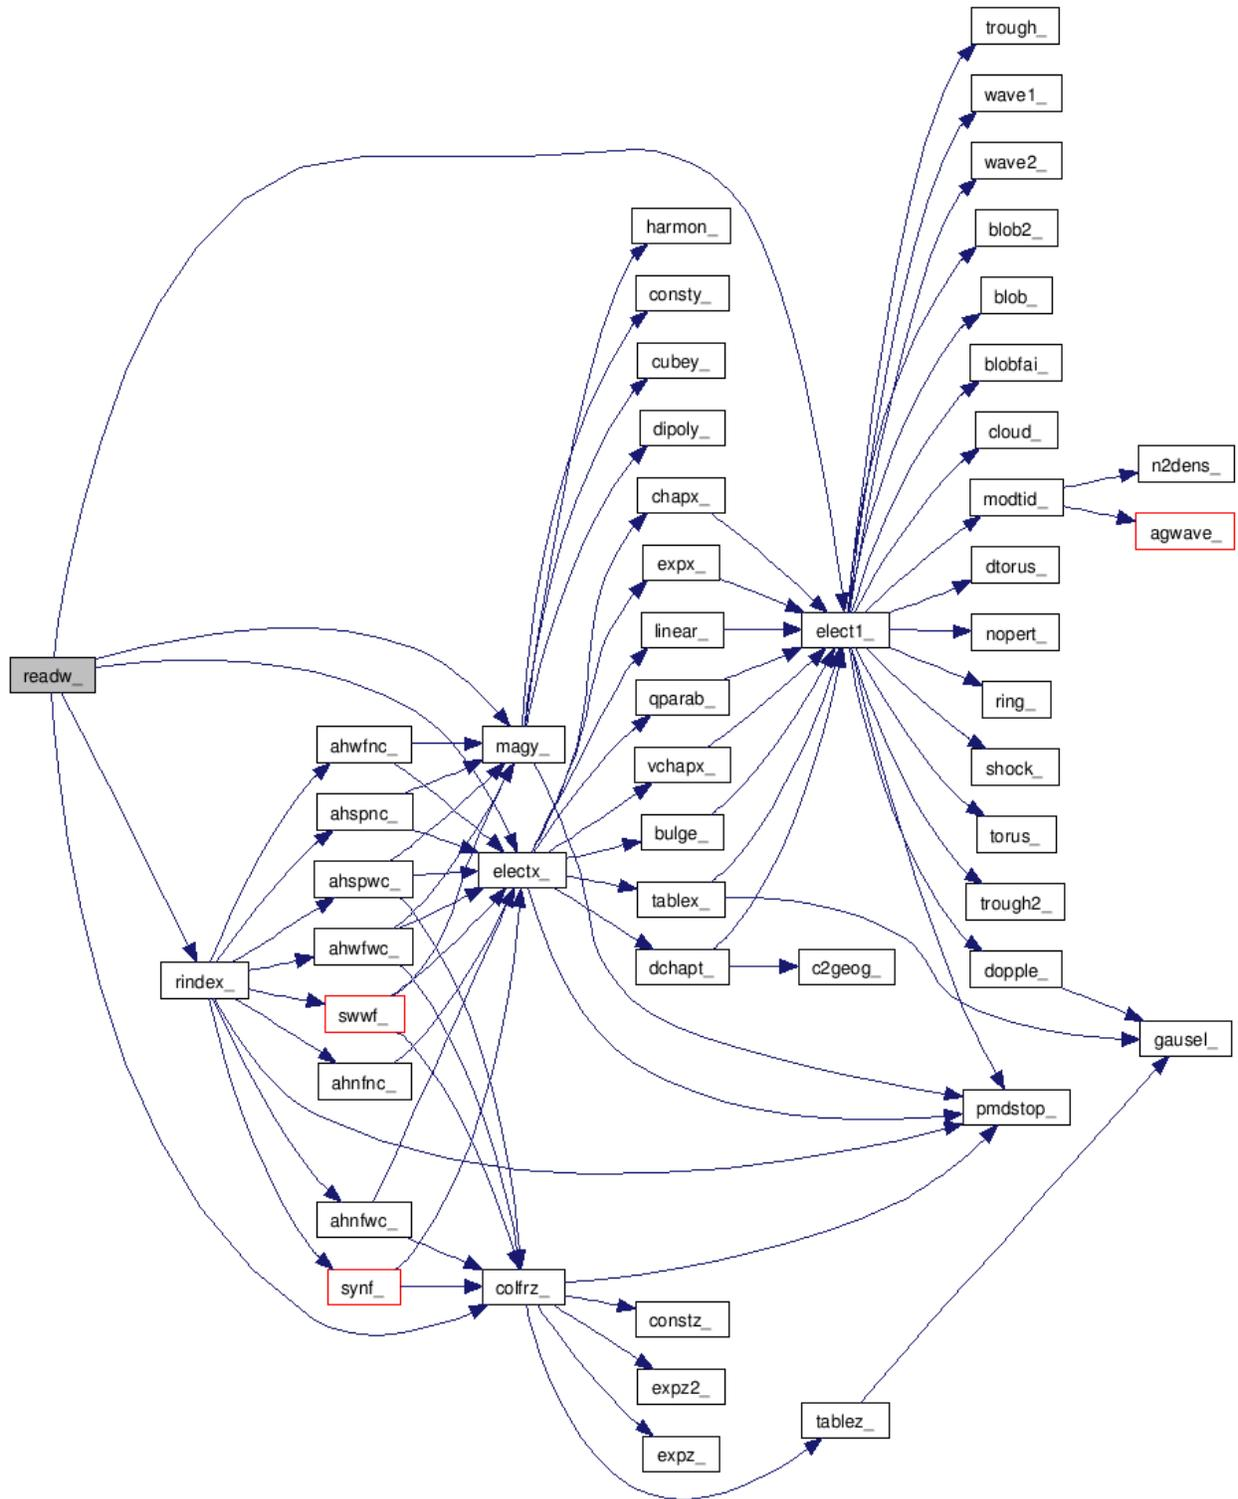 trough_
wave1_
wave2_
harmon_
blob2_
consty_
blob_
cubey_
blobfai_
dipoly_
cloud_
n2dens_
chapx_
modtid_
agwave_
expx_
dtorus_
linear_
elect1_
nopert_
readw_
qparab_
ring_
ahwfnc_
magy_
vchapx_
shock_
ahspnc_
bulge_
torus_
ahspwc_
electx_
tablex_
trough2_
ahwfwc_
rindex_
dchapt_
c2geog_
dopple_
swwf_
gausel_
ahnfnc_
pmdstop_
ahnfwc_
synf_
colfrz_
constz_
expz2_
tablez_
expz_